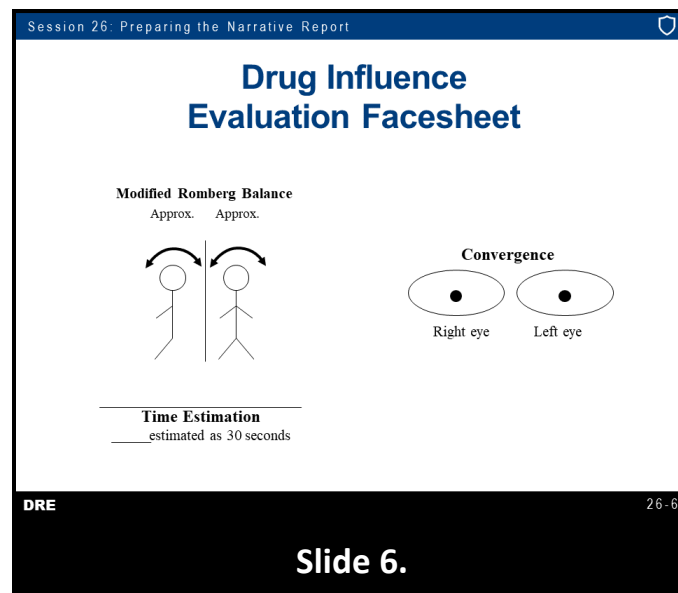 Session 26: Preparing the Narrative Report
Drug Influence
Evaluation Facesheet
Modified Romberg Balance
Approx. Approx.
Convergence
Right eye Left eye
Time Estimation
______estimated as 30 seconds
DRE
26-6
Slide 6.